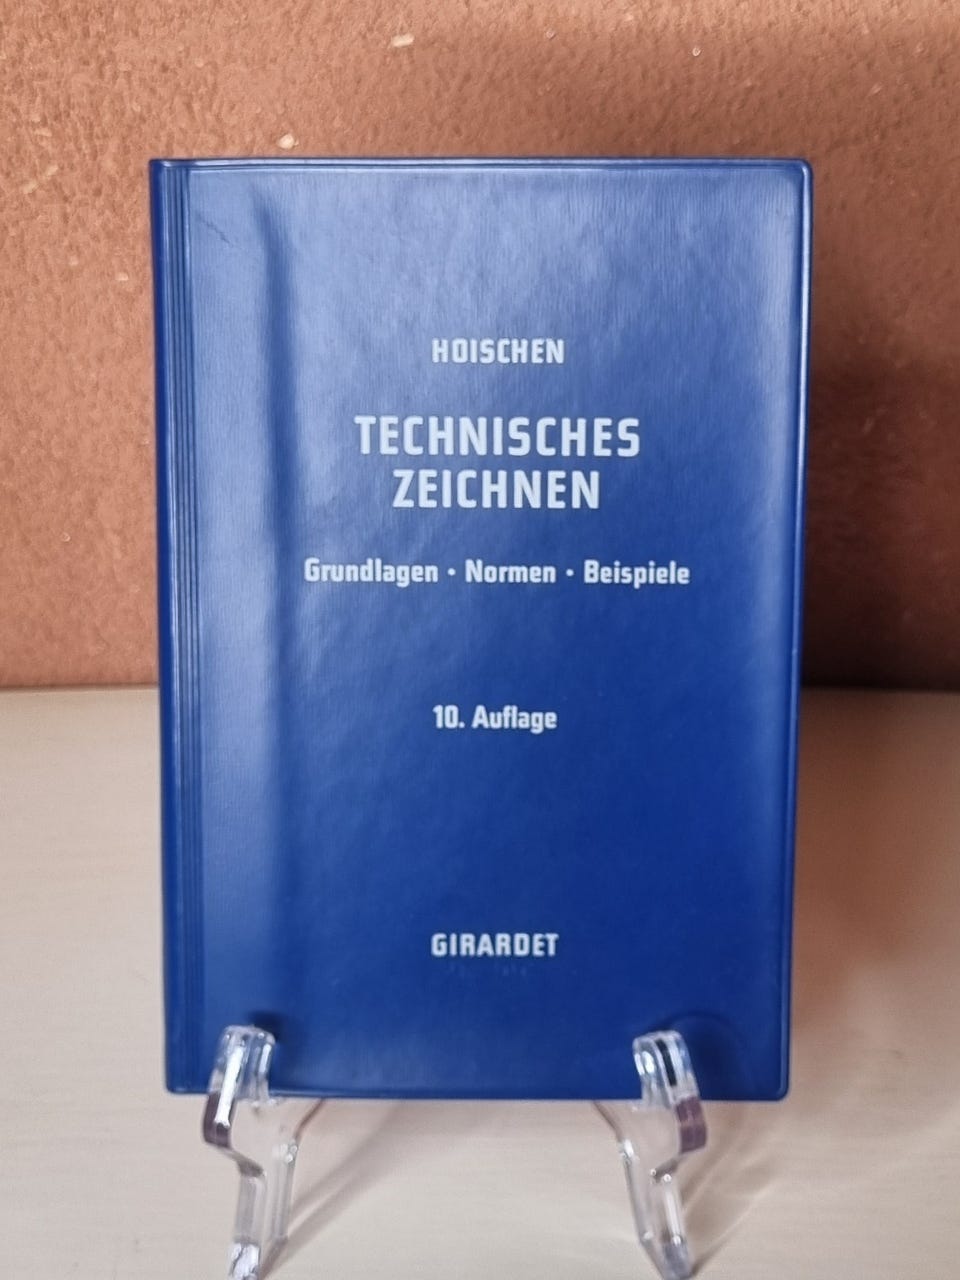 HOISCHEN
TECHNISCHES
ZEICHNEN
Grundlagen • Normen • Beispiele
10. Auflage
GIRARDET